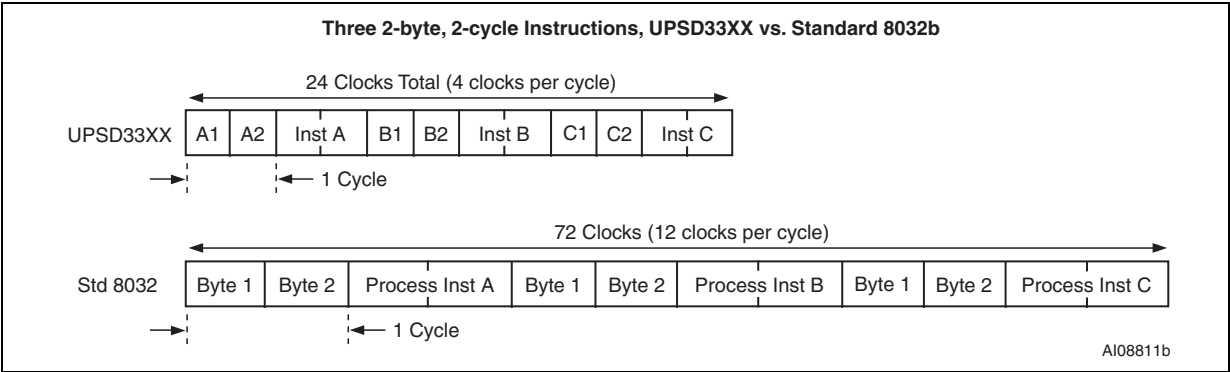 Three 2-byte, 2-cycle Instructions, UPSD33XX vs. Standard 8032b
24 Clocks Total (4 clocks per cycle)
UPSD33XX A1 A2 Inst A B1 B2 Inst B C1 C2 Inst C
1 Cycle
72 Clocks (12 clocks per cycle)
Std 8032 Byte 1 Byte 2 Process Inst A Byte 1 Byte 2 Process Inst B Byte 1 Byte 2 Process Inst C
1 Cycle
AI08811b